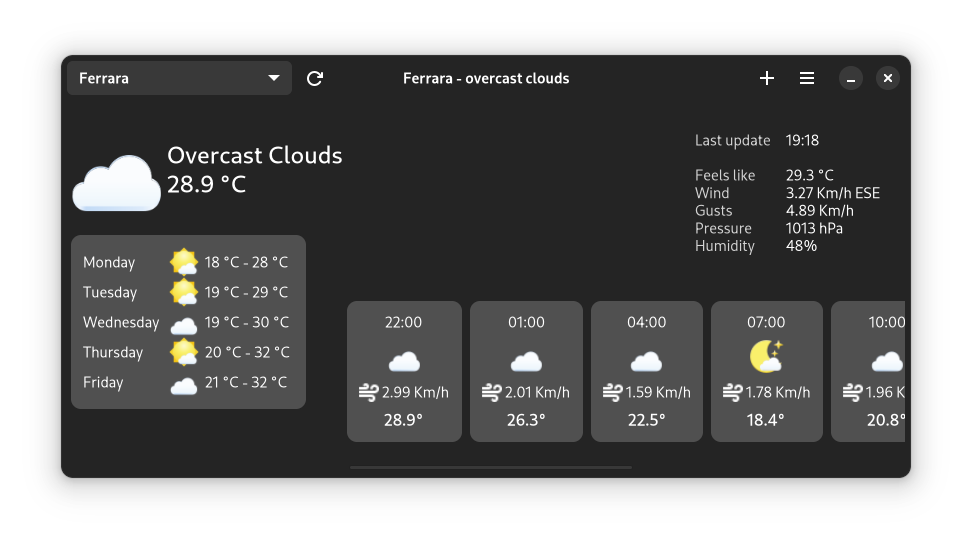 Ferrara
Ferrara - overcast clouds
Overcast Clouds
28.9 °C
Last update 19:18
Feels like 29.3 °C
Wind 3.27 Km/h ESE
Gusts 4.89 Km/h
Pressure 1013 hPa
Humidity 48%
Monday 18 °C - 28 °C
Tuesday 19 °C - 29 °C
Wednesday 19 °C - 30 °C
Thursday 20 °C - 32 °C
Friday 21 °C - 32 °C
22:00 01:00 04:00 07:00 10:00
2.99 Km/h 2.01 Km/h 1.59 Km/h 1.78 Km/h 1.96 K
28.9° 26.3° 22.5° 18.4° 20.8°